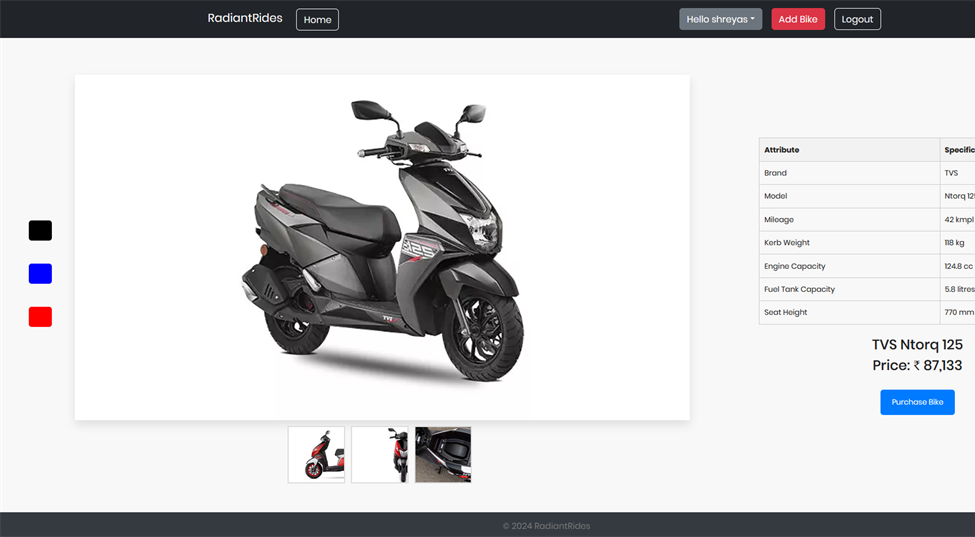 RadiantRides Home Hello shreyas Add Bike Logout
125
TVS
Attribute Specific
Brand TVS
Model Ntorq 12
Mileage 42 kmpl
Kerb Weight 118 kg
Engine Capacity 124.8 cc
Fuel Tank Capacity 5.8 litres
Seat Height 770 mm
TVS Ntorq 125
Price: ₹ 87,133
Purchase Bike
© 2024 RadiantRides